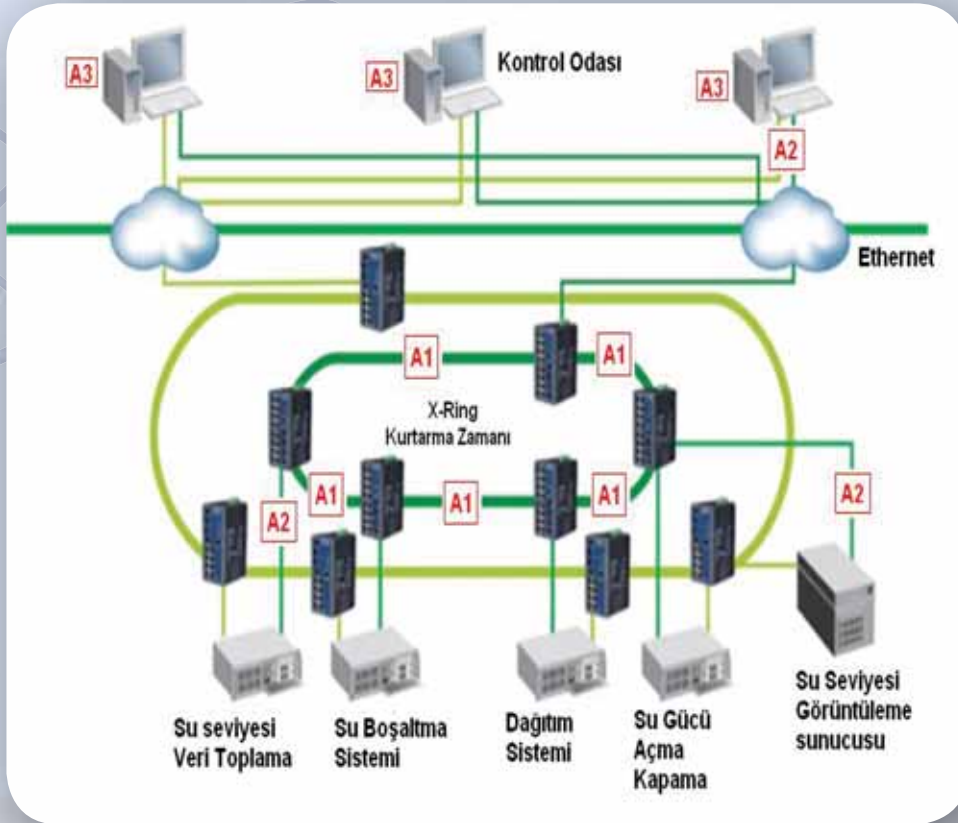 A3
A3
Kontrol Odası
A3
A2
Ethernet
A1
A1
X-Ring
Kurtarma Zamanı
A1
A1
A1
A2
A2
Su seviyesi
Veri Toplama
Su Boşaltma
Sistemi
Dağıtım
Sistemi
Su Gücü
Açma
Kapama
Su Seviyesi
Görüntüleme
sunucusu